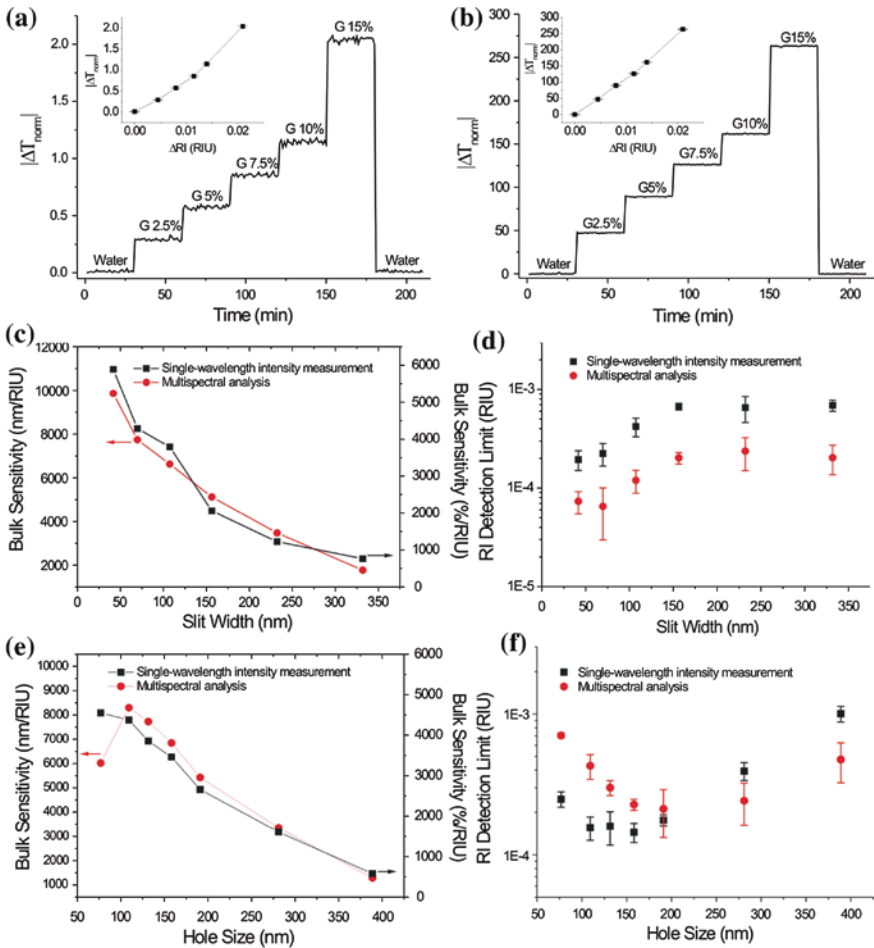 (a)
|ΔT_norm|
2.0
1.5
1.0
0.5
0.0
0 50 100 150 200
Time (min)
Water
G 2.5%
G 5%
G 7.5%
G 10%
G 15%
Water
|ΔT_norm|
2.0
1.5
1.0
0.5
0.0
0.00 0.01 0.02
ΔRI (RIU)
(b)
|ΔT_norm|
300
250
200
150
100
50
0
0 50 100 150 200
Time (min)
Water
G2.5%
G5%
G7.5%
G10%
G15%
Water
|ΔT_norm|
300
250
200
150
100
50
0
0.00 0.01 0.02
ΔRI (RIU)
(c)
Bulk Sensitivity (nm/RIU)
12000
10000
8000
6000
4000
2000
Single-wavelength intensity measurement
Multispectral analysis
6000
5000
4000
3000
2000
1000
0
Bulk Sensitivity (%/RIU)
0 50 100 150 200 250 300 350
Slit Width (nm)
(d)
RI Detection Limit (RIU)
1E-3
1E-4
1E-5
Single-wavelength intensity measurement
Multispectral analysis
0 50 100 150 200 250 300 350
Slit Width (nm)
(e)
Bulk Sensitivity (nm/RIU)
10000
9000
8000
7000
6000
5000
4000
3000
2000
1000
Single-wavelength intensity measurement
Multispectral analysis
6000
5000
4000
3000
2000
1000
0
Bulk Sensitivity (%/RIU)
50 100 150 200 250 300 350 400
Hole Size (nm)
(f)
RI Detection Limit (RIU)
1E-3
1E-4
Single-wavelength intensity measurement
Multispectral analysis
50 100 150 200 250 300 350 400
Hole Size (nm)